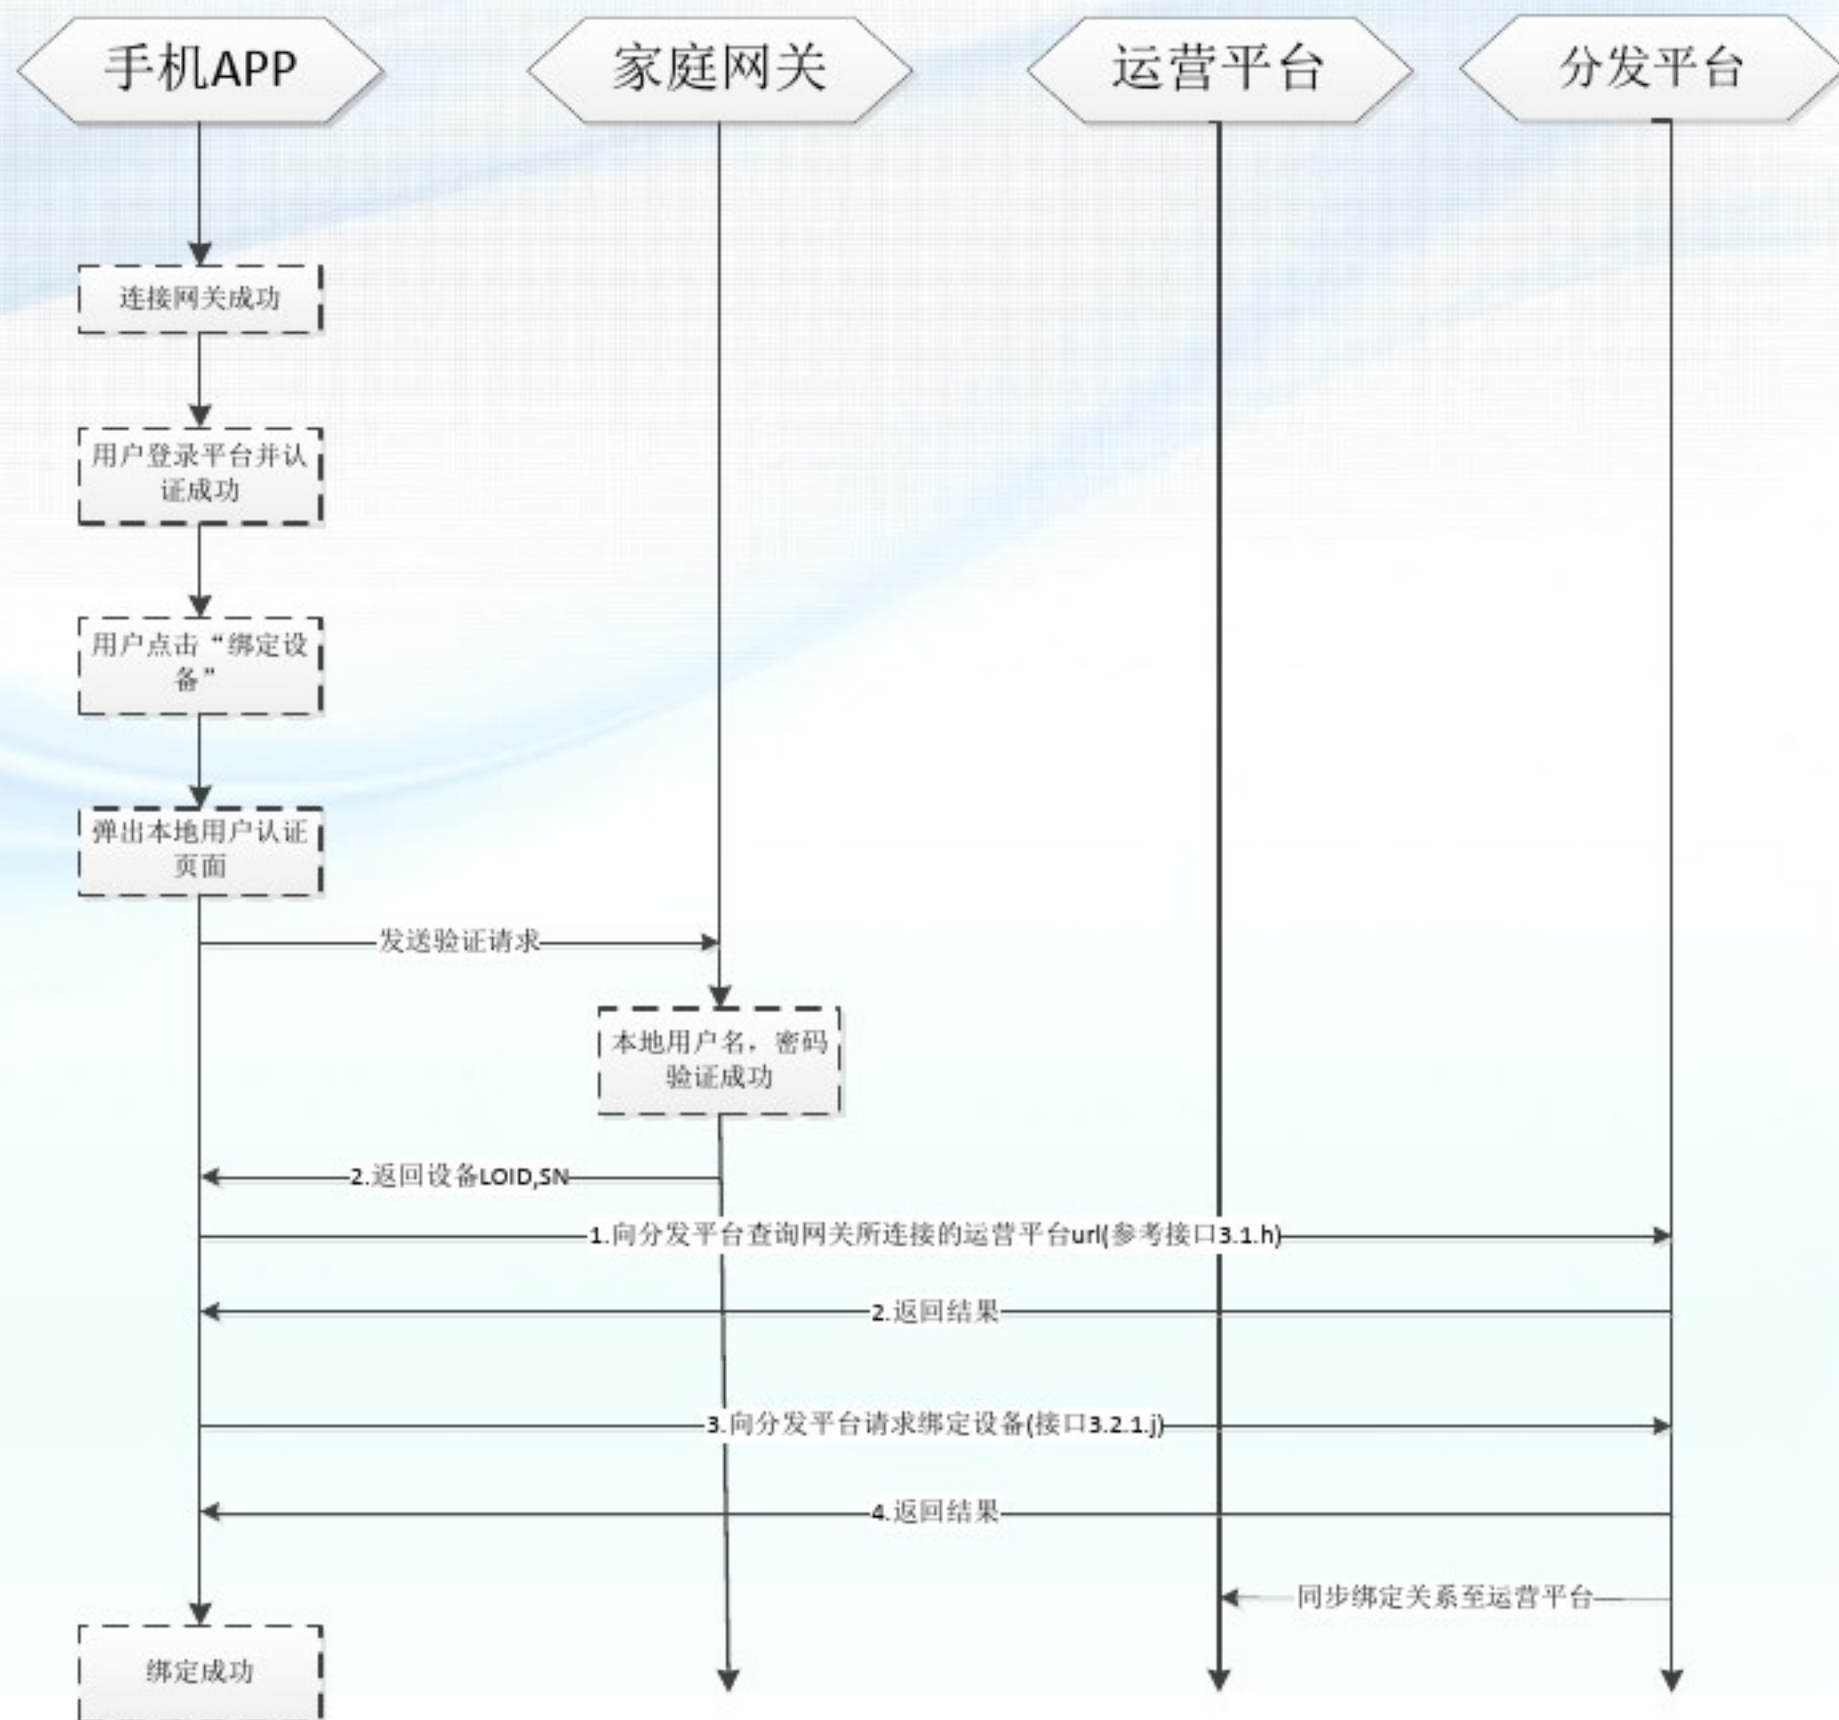 手机APP
家庭网关
运营平台
分发平台
连接网关成功
用户登录平台并认
证成功
用户点击“绑定设
备”
弹出本地用户认证
页面
发送验证请求
本地用户名，密码
验证成功
2.返回设备LOID,SN
1.向分发平台查询网关所连接的运营平台url(参考接口3.1.h)
2.返回结果
3.向分发平台请求绑定设备(接口3.2.1.j)
4.返回结果
同步绑定关系至运营平台
绑定成功